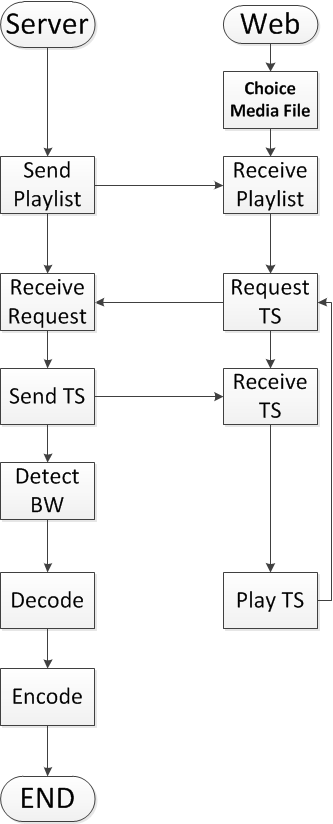 Server
Web
Choice
Media File
Send
Playlist
Receive
Playlist
Receive
Request
Request
TS
Send TS
Receive
TS
Detect
BW
Decode
Play TS
Encode
END